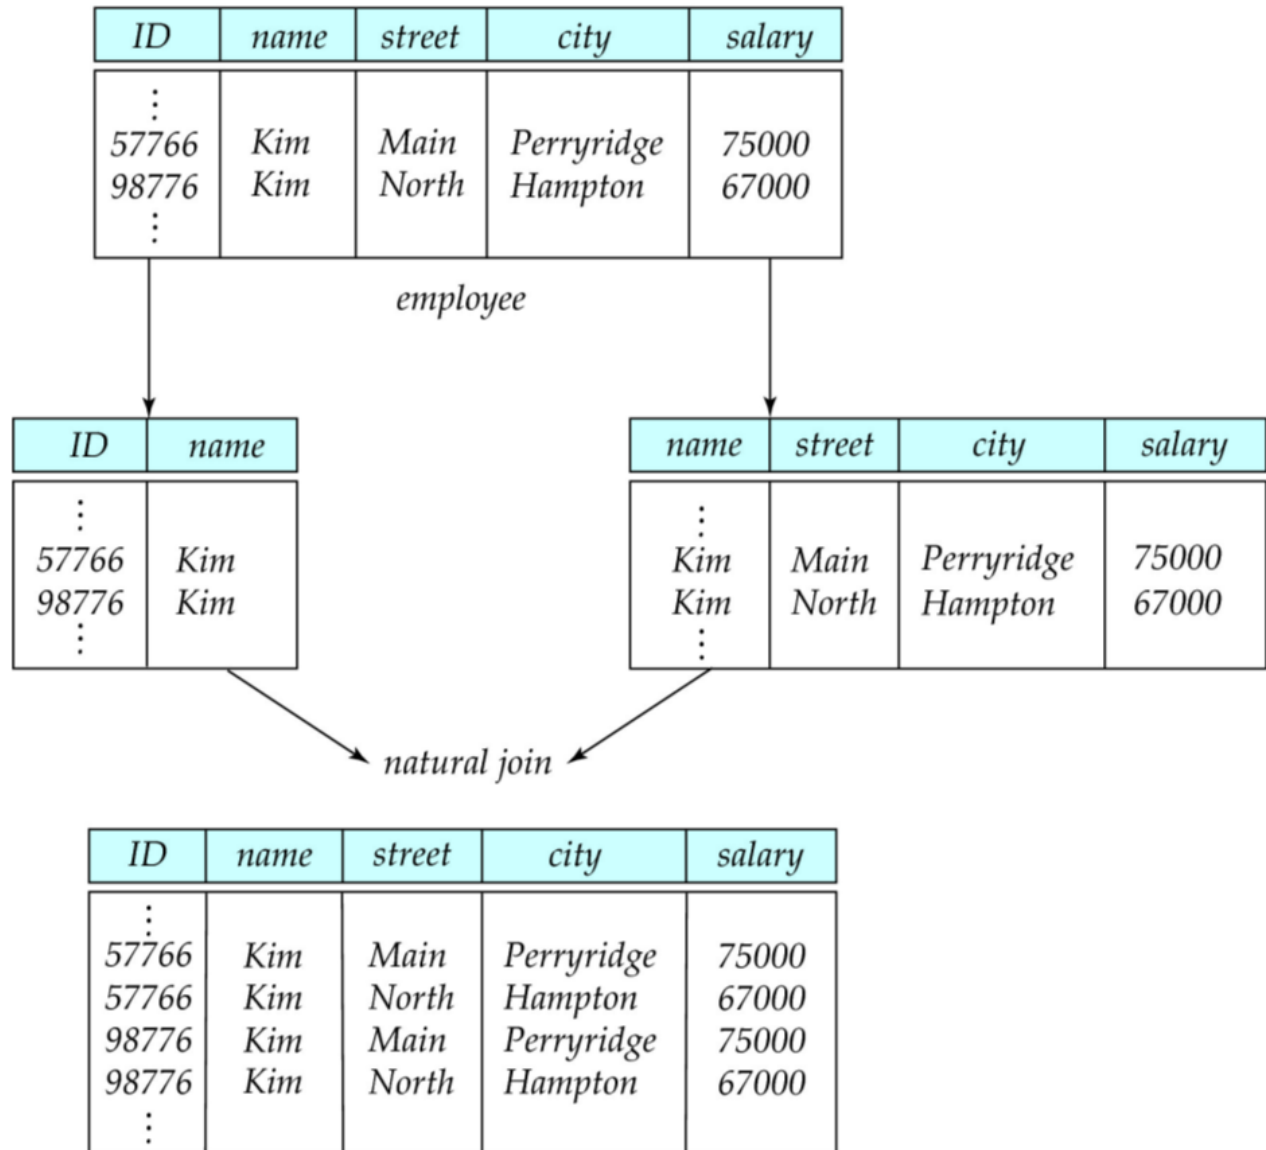 ID name street city salary
⋮
57766 Kim Main Perryridge 75000
98776 Kim North Hampton 67000
⋮
employee
ID name
⋮
57766 Kim
98776 Kim
⋮
name street city salary
⋮
Kim Main Perryridge 75000
Kim North Hampton 67000
⋮
natural join
ID name street city salary
⋮
57766 Kim Main Perryridge 75000
57766 Kim North Hampton 67000
98776 Kim Main Perryridge 75000
98776 Kim North Hampton 67000
⋮